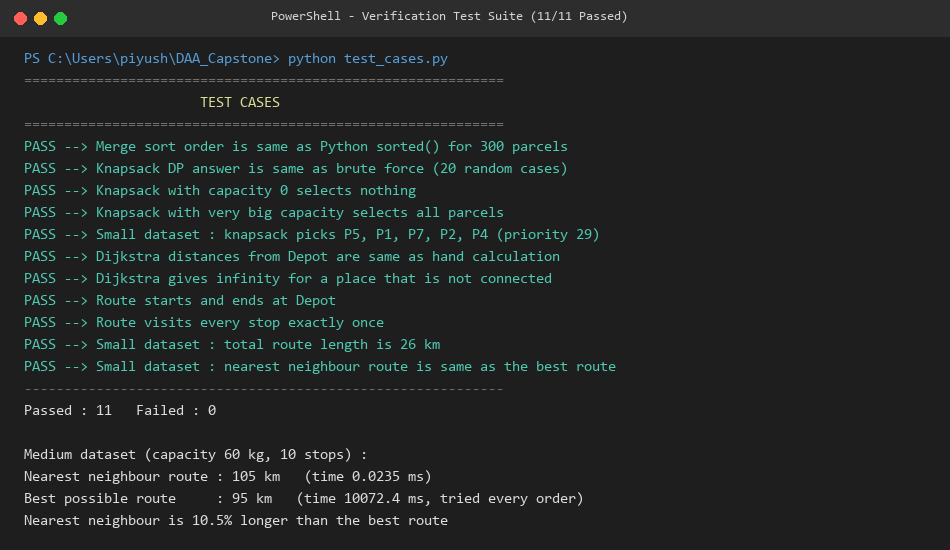 PowerShell - Verification Test Suite (11/11 Passed)
PS C:\Users\piyush\DAA_Capstone> python test_cases.py
============================================================
TEST CASES
============================================================
PASS --> Merge sort order is same as Python sorted() for 300 parcels
PASS --> Knapsack DP answer is same as brute force (20 random cases)
PASS --> Knapsack with capacity 0 selects nothing
PASS --> Knapsack with very big capacity selects all parcels
PASS --> Small dataset : knapsack picks P5, P1, P7, P2, P4 (priority 29)
PASS --> Dijkstra distances from Depot are same as hand calculation
PASS --> Dijkstra gives infinity for a place that is not connected
PASS --> Route starts and ends at Depot
PASS --> Route visits every stop exactly once
PASS --> Small dataset : total route length is 26 km
PASS --> Small dataset : nearest neighbour route is same as the best route
------------------------------------------------------------
Passed : 11   Failed : 0
Medium dataset (capacity 60 kg, 10 stops) :
Nearest neighbour route : 105 km   (time 0.0235 ms)
Best possible route     : 95 km   (time 10072.4 ms, tried every order)
Nearest neighbour is 10.5% longer than the best route